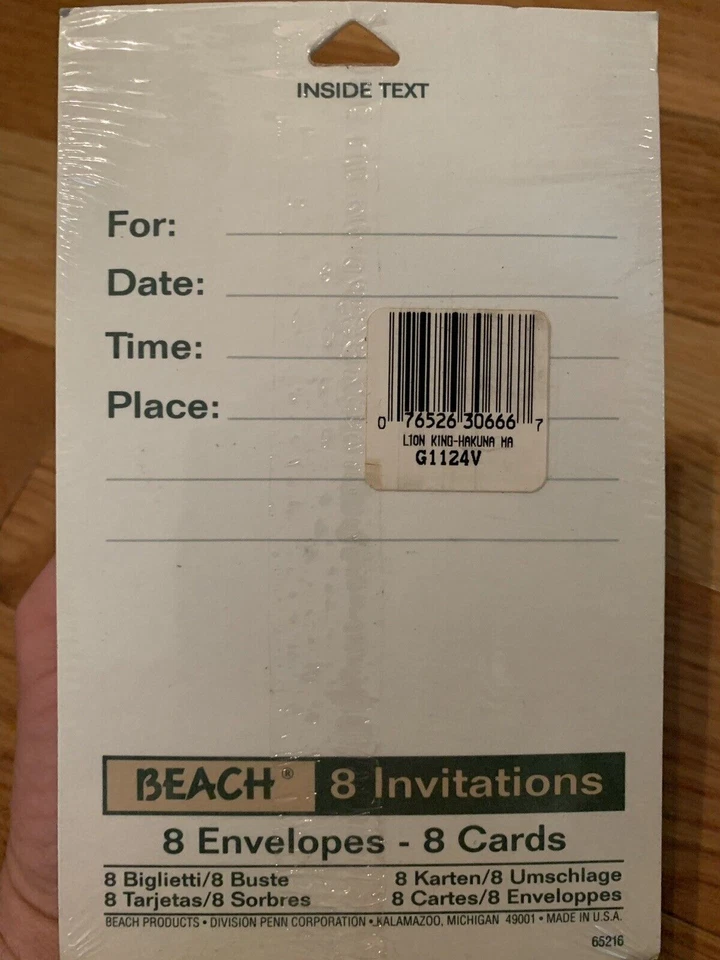 INSIDE TEXT
For:
Date:
Time:
Place:
0 76526 30666 7
LION KING-HAKUNA MA
G1124V
BEACH® 8 Invitations
8 Envelopes - 8 Cards
8 Biglietti/8 Buste 8 Karten/8 Umschlage
8 Tarjetas/8 Sorbres 8 Cartes/8 Enveloppes
BEACH PRODUCTS • DIVISION PENN CORPORATION • KALAMAZOO, MICHIGAN 49001 • MADE IN U.S.A.
65216